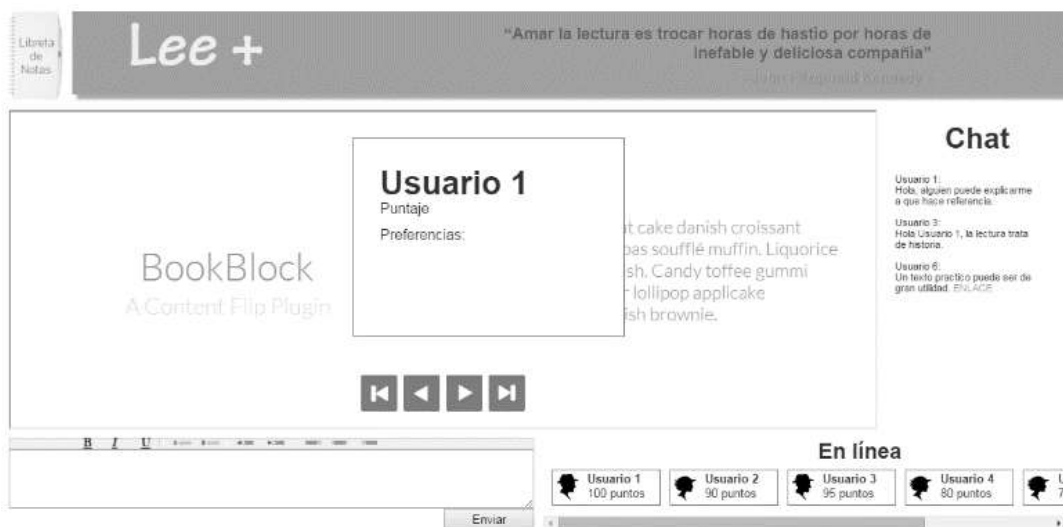 Libreta
de
Notas
Lee +
“Amar la lectura es trocar horas de hastío por horas de
inefable y deliciosa compañía”
John Fitzgerald Kennedy
BookBlock
A Content Flip Plugin
Usuario 1
Puntaje
Preferencias:
cake danish croissant
soufflé muffin. Liquorice
Candy toffee gummi
lollipop applicake
brownie.
Chat
Usuario 1:
Hola, alguien puede explicarme
a que hace referencia.
Usuario 3:
Hola Usuario 1, la lectura trata
de historia.
Usuario 6:
Un texto practico puede ser de
gran utilidad. ENLACE
B I U
Enviar
En línea
Usuario 1
100 puntos
Usuario 2
90 puntos
Usuario 3
95 puntos
Usuario 4
80 puntos